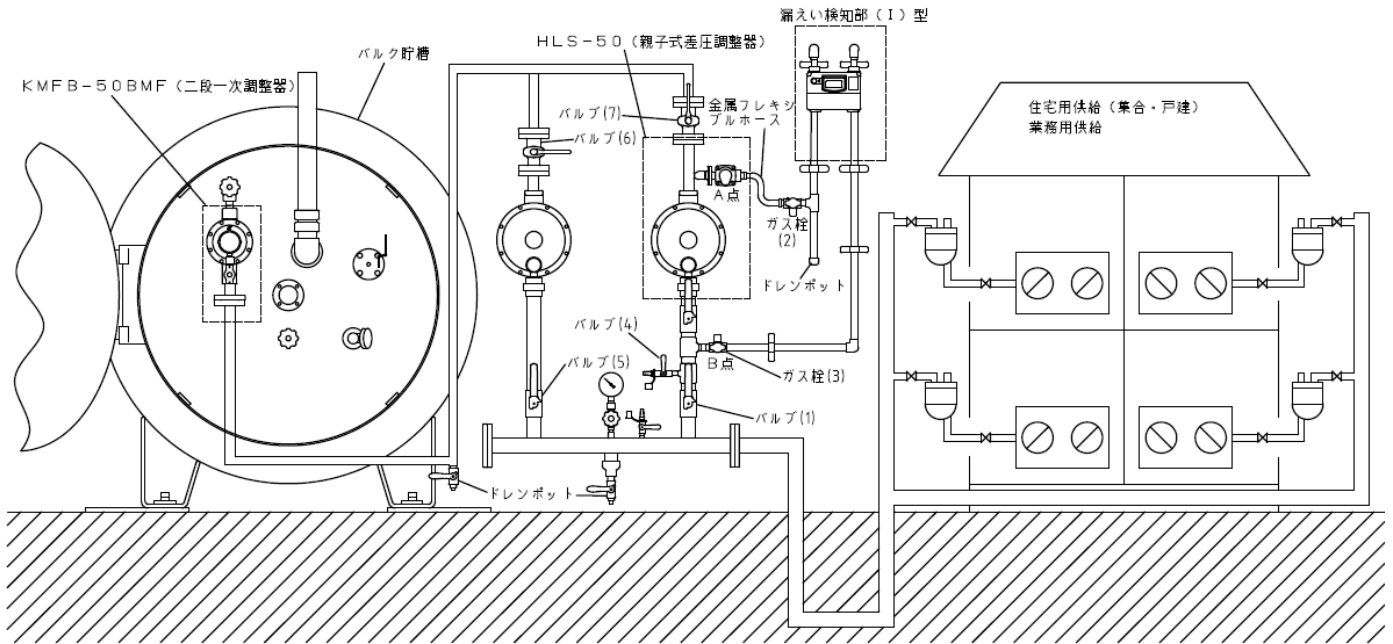 漏えい検知部(Ⅰ)型
HLS-50(親子式差圧調整器)
バルク貯槽
KMFB-50BMF(二段一次調整器)
バルブ(7)
金属フレキシ
ブルホース
バルブ(6)
住宅用供給(集合・戸建)
業務用供給
A点
ガス栓
(2)
ドレンポット
バルブ(4)
B点
バルブ(5)
ガス栓(3)
バルブ(1)
ドレンポット